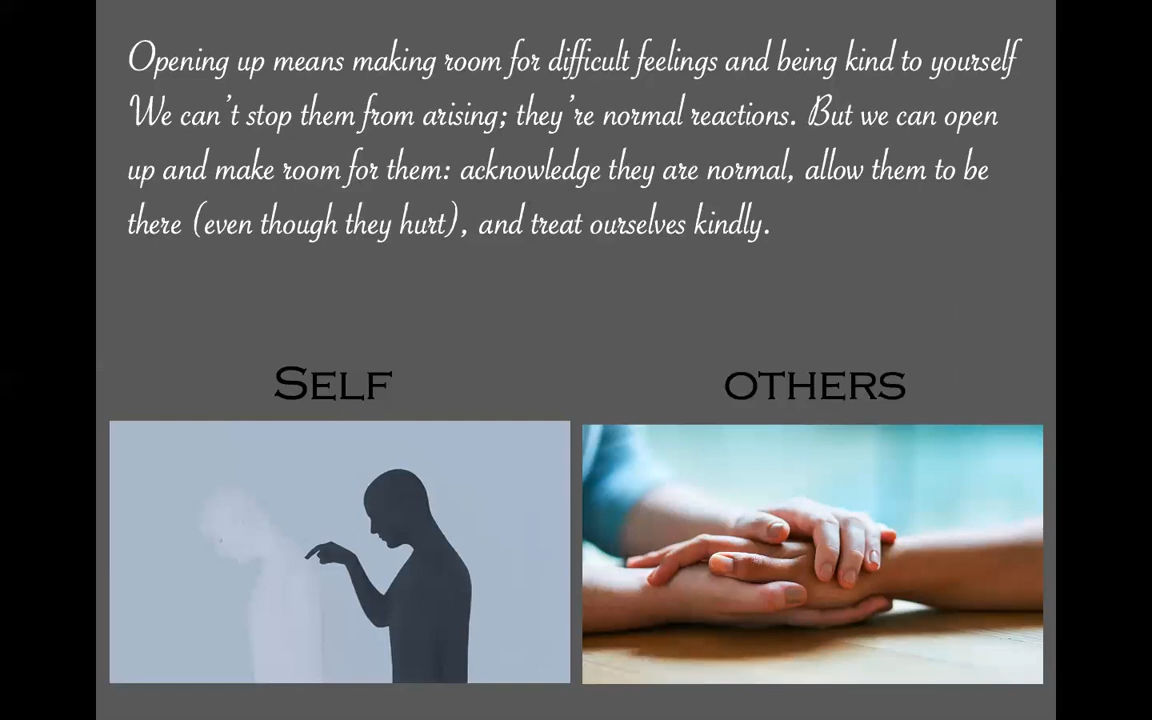 Opening up means making room for difficult feelings and being kind to yourself
We can't stop them from arising; they're normal reactions. But we can open
up and make room for them: acknowledge they are normal, allow them to be
there (even though they hurt), and treat ourselves kindly.
SELF
OTHERS